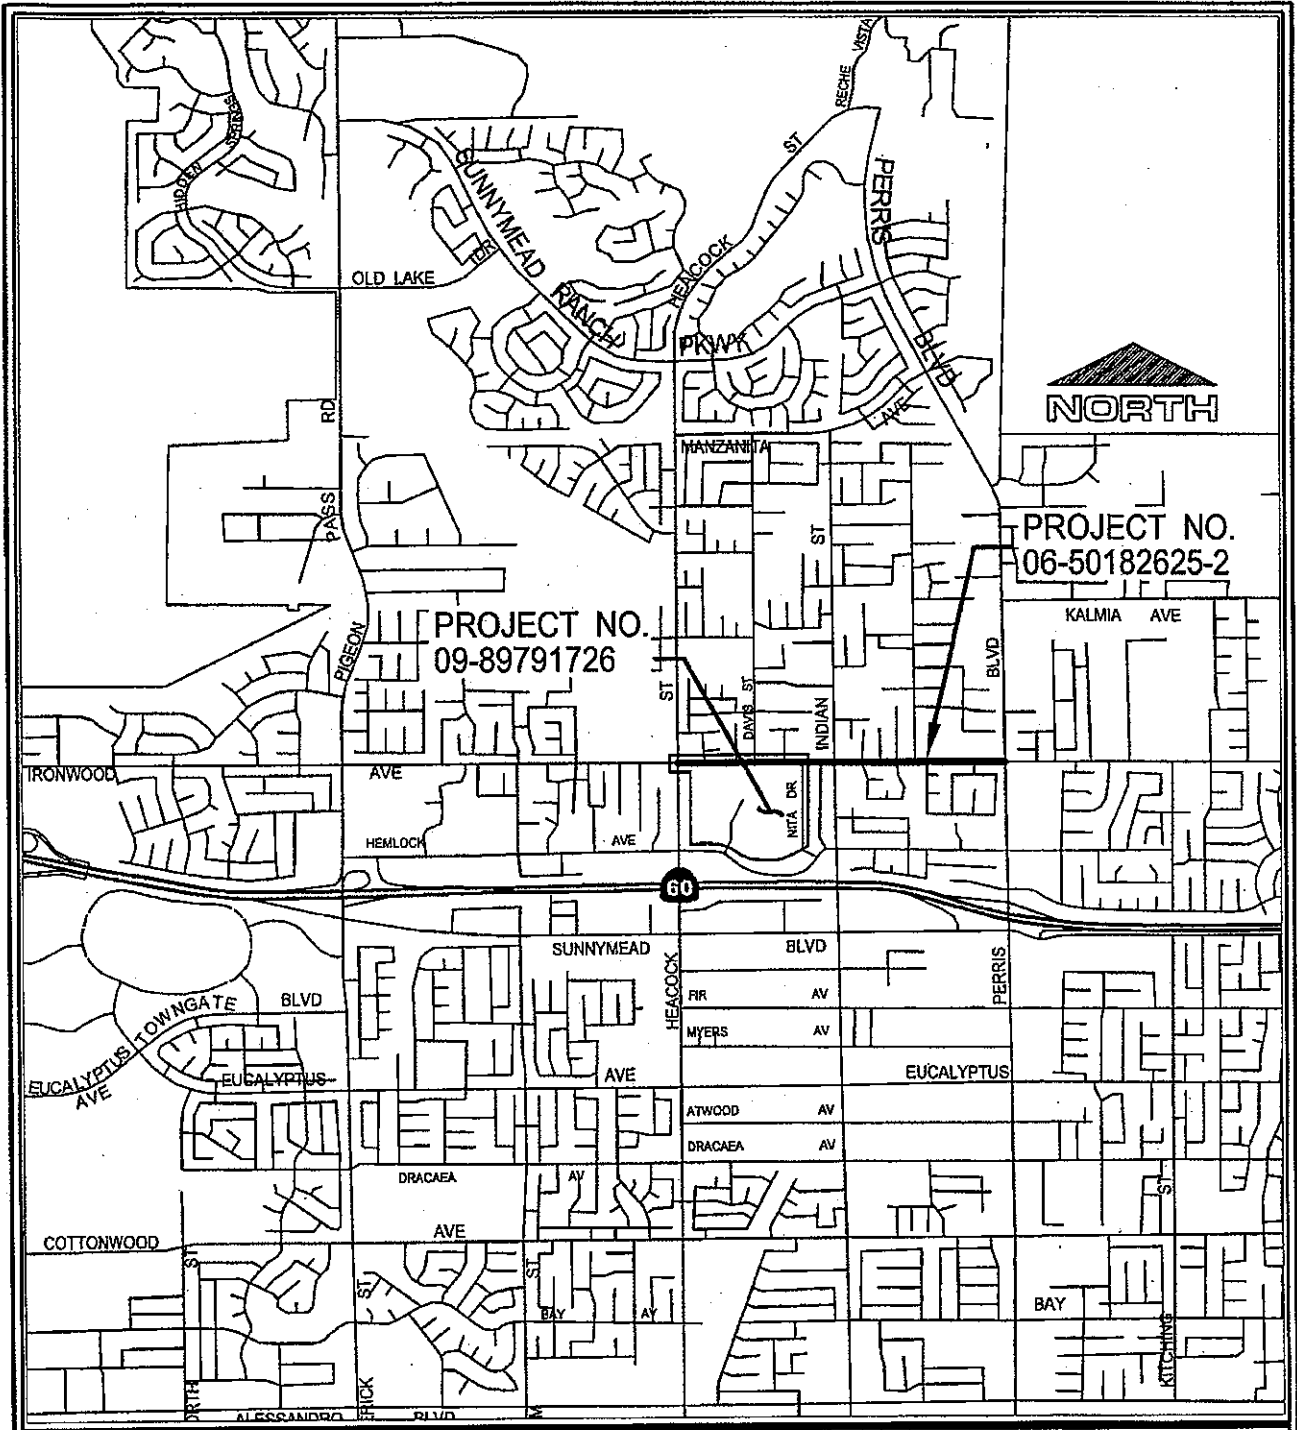 RECHE VISTA
HIDDEN SPRINGS
SUNNYMEAD RANCH PKWY
HEACOCK ST
PERRIS BLVD
OLD LAKE DR
NORTH
MANZANITA AVE
PIGEON PASS RD
ST
PROJECT NO.
06-50182625-2
KALMIA AVE
PROJECT NO.
09-89791726
ST
DAVIS ST
INDIAN
BLVD
IRONWOOD AVE
NITA DR
HEMLOCK AVE
60
SUNNYMEAD BLVD
HEACOCK
PERRIS
FIR AV
TOWNGATE BLVD
MYERS AV
EUCALYPTUS AVE
EUCALYPTUS AVE EUCALYPTUS
ATWOOD AV
DRACAEA AV
DRACAEA AV
ST
COTTONWOOD AVE
ST
ST
ST
BAY AV
BAY
KITCHING
ORTH
ERICK
M
ALESSANDRO BLVD